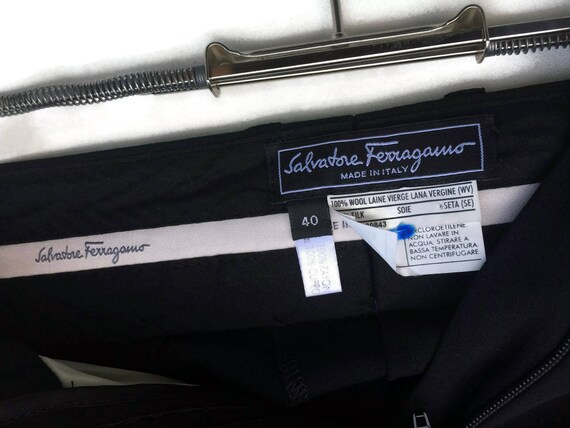 Salvatore Ferragamo
MADE IN ITALY
40
100% WOOL LAINE VIERGE LANA VERGINE (WV)
SILK SOIE SETA (SE)
Salvatore Ferragamo
NON LAVARE IN
ACQUA. STIRARE A
BASSA TEMPERATURA.
NON CENTRIFUGARE